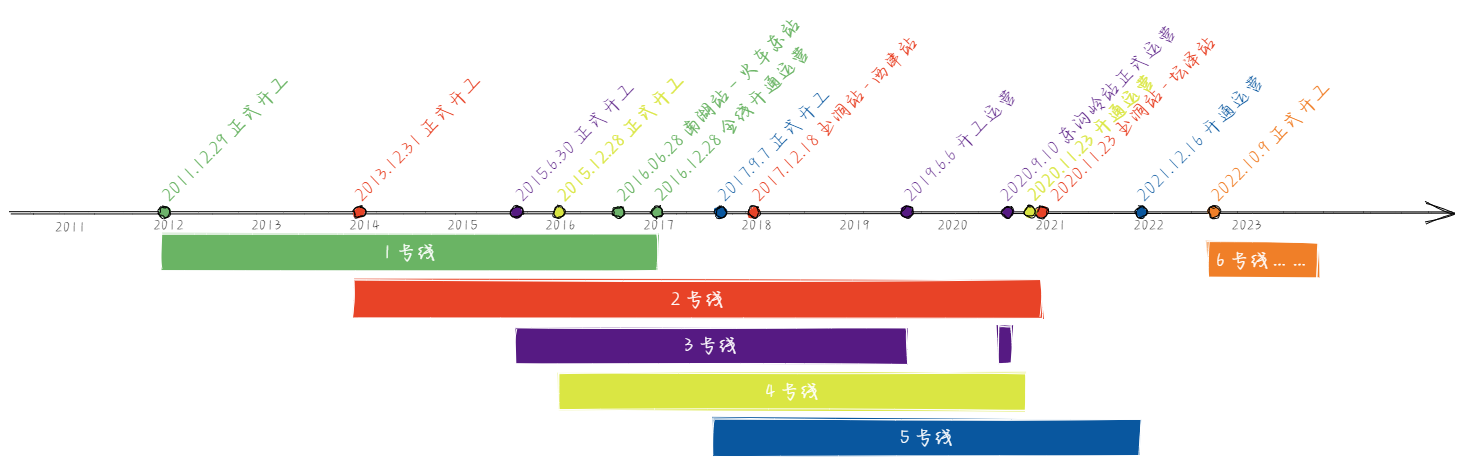 2011.12.29 正式开工
2013.12.31 正式开工
2015.6.30 正式开工
2015.12.28 正式开工
2016.06.28 南湖站-火车东站
2016.12.28 全线开通运营
2017.9.7 正式开工
2017.12.18 玉洞站-西津站
2019.6.6 开工运营
2020.9.10 东沟岭站正式运营
2020.11.23 开通运营
2020.11.23 玉洞站-坛泽站
2021.12.16 开通运营
2022.10.9 正式开工
2011
2012
2013
2014
2015
2016
2017
2018
2019
2020
2021
2022
2023
1 号线
6 号线... ...
2 号线
3 号线
4 号线
5 号线